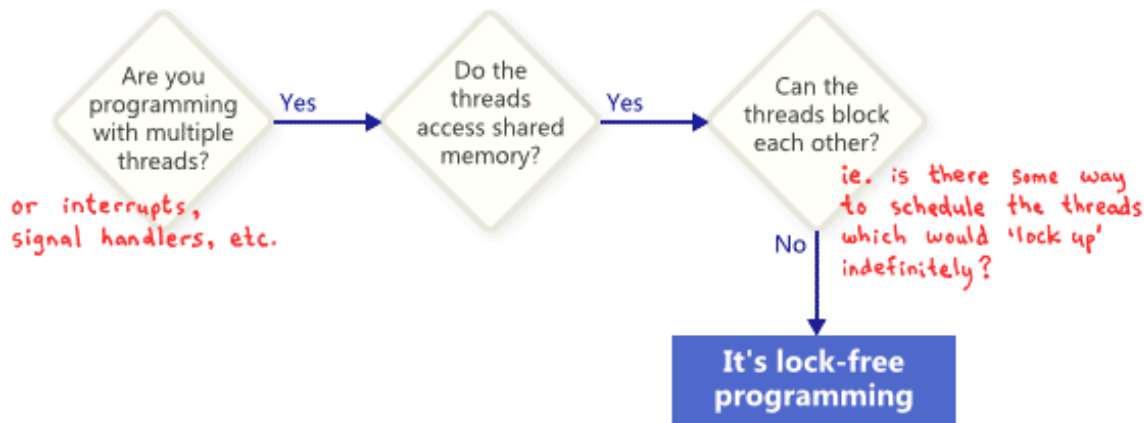 Are you
programming
with multiple
threads?
or interrupts,
signal handlers, etc.
Yes
Do the
threads
access shared
memory?
Yes
Can the
threads block
each other?
ie. is there some way
to schedule the threads
which would 'lock up'
indefinitely?
No
It's lock-free
programming